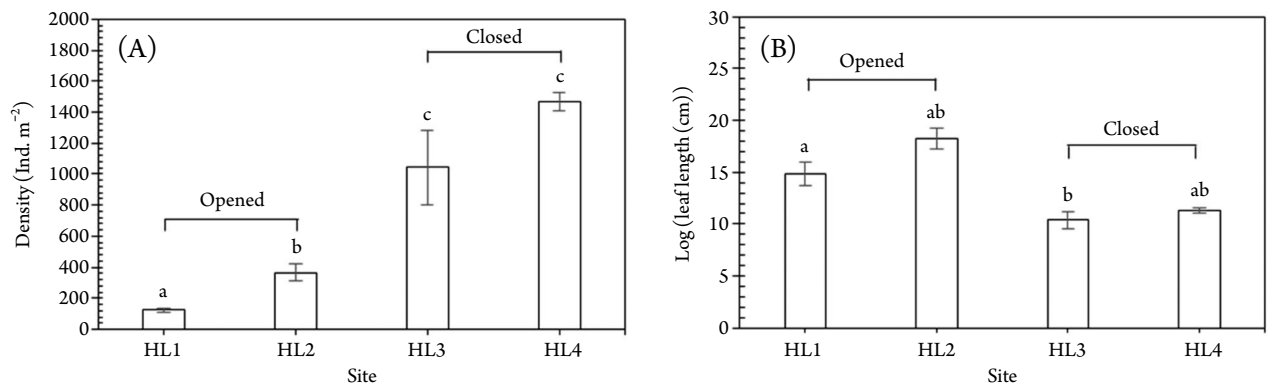 (A)
Density (Ind. m⁻²)
2000
1800
1600
1400
1200
1000
800
600
400
200
0
Opened
Closed
a
b
c
c
HL1 HL2 HL3 HL4
Site
(B)
Log (leaf length (cm))
30
25
20
15
10
5
0
Opened
Closed
a
ab
b
ab
HL1 HL2 HL3 HL4
Site